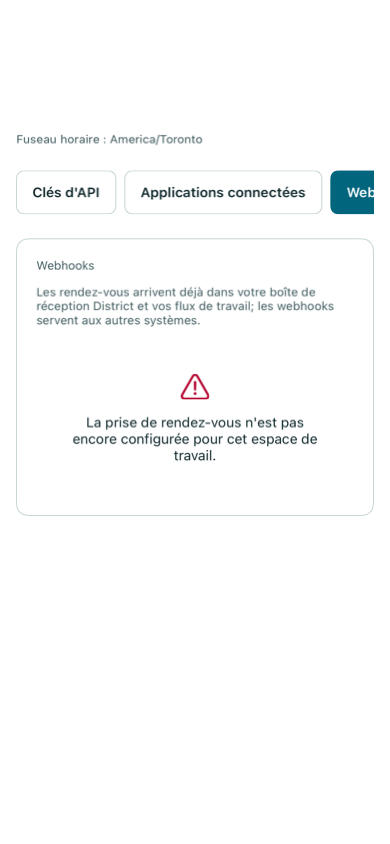 Fuseau horaire : America/Toronto
Clés d'API
Applications connectées
Web
Webhooks
Les rendez-vous arrivent déjà dans votre boîte de
réception District et vos flux de travail; les webhooks
servent aux autres systèmes.
La prise de rendez-vous n'est pas
encore configurée pour cet espace de
travail.